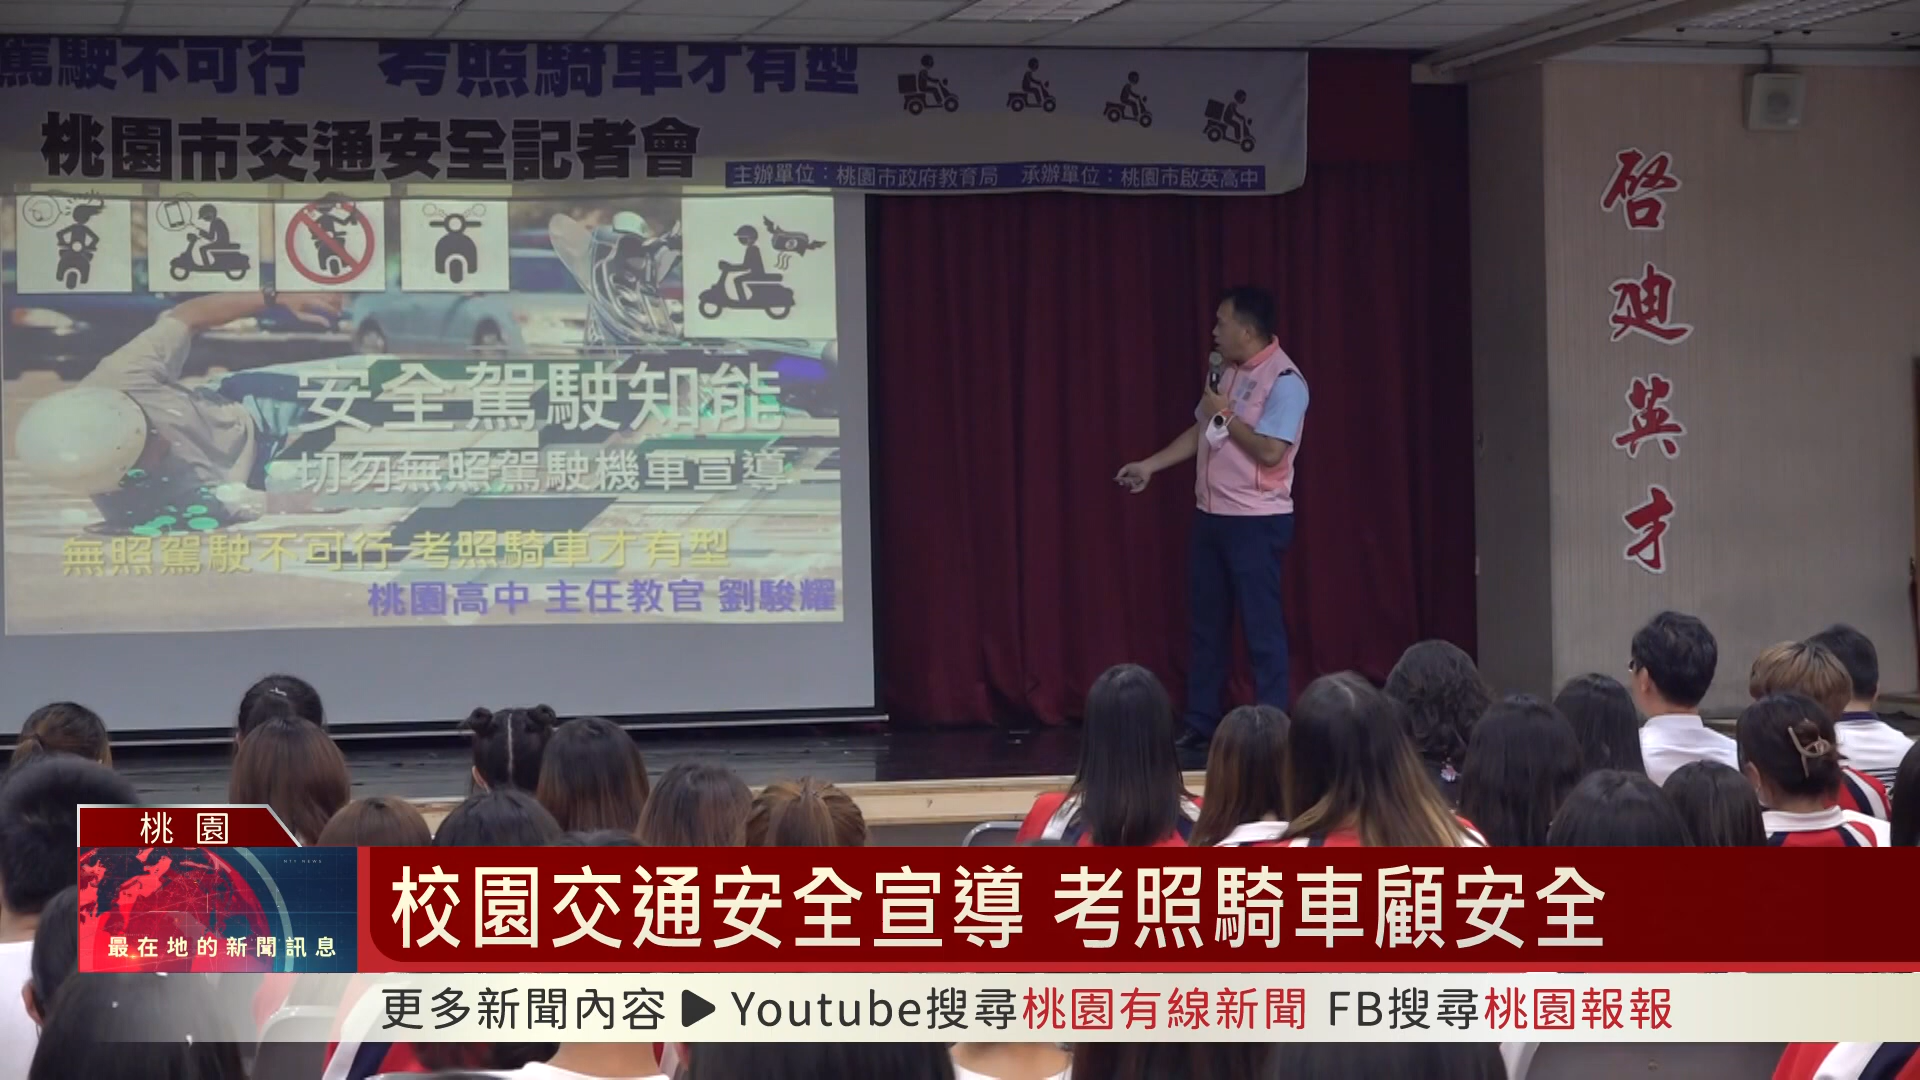 駕駛不可行 考照騎車才有型
桃園市交通安全記者會
主辦單位：桃園市政府教育局 承辦單位：桃園市啟英高中
安全駕駛知能
切勿無照駕駛機車宣導
無照駕駛不可行 考照騎車才有型
桃園高中 主任教官 劉駿耀
啓迪英才
桃園
NTY NEWS
最在地的新聞訊息
校園交通安全宣導 考照騎車顧安全
更多新聞內容▶Youtube搜尋桃園有線新聞 FB搜尋桃園報報